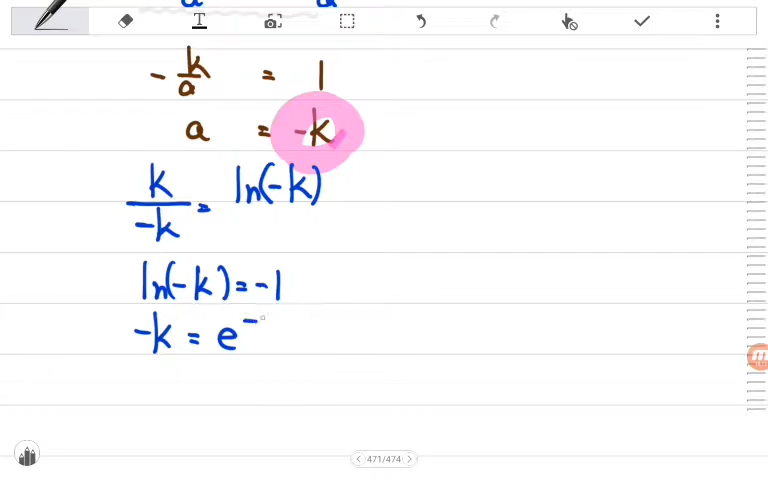 a a
T
- k/a = 1
a = -k
k/-k = ln(-k)
ln(-k) = -1
-k = e^-
471/474